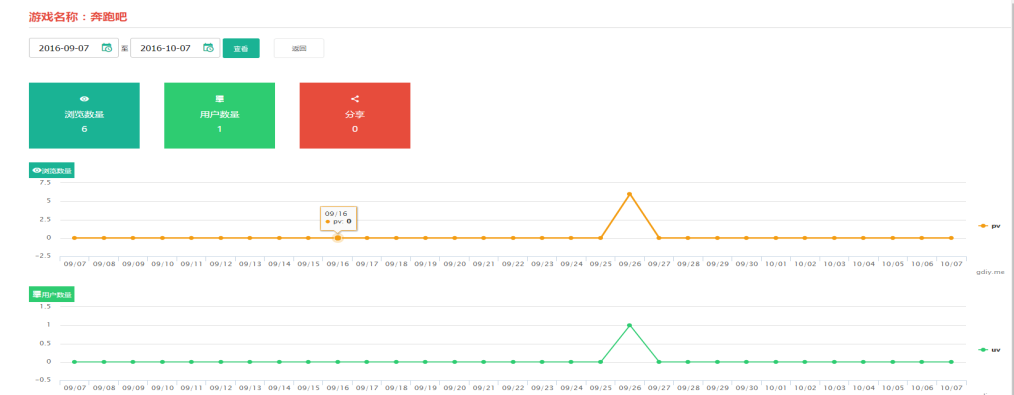 游戏名称：奔跑吧
2016-09-07 至 2016-10-07 查看 返回
浏览数量 用户数量 分享
6 1 0
浏览数量
7.5
5
2.5
0
-2.5
09/16
pv: 0
pv
09/07 09/08 09/09 09/10 09/11 09/12 09/13 09/14 09/15 09/16 09/17 09/18 09/19 09/20 09/21 09/22 09/23 09/24 09/25 09/26 09/27 09/28 09/29 09/30 10/01 10/02 10/03 10/04 10/05 10/06 10/07
gdiy.me
用户数量
1.5
1
0.5
0
-0.5
uv
09/07 09/08 09/09 09/10 09/11 09/12 09/13 09/14 09/15 09/16 09/17 09/18 09/19 09/20 09/21 09/22 09/23 09/24 09/25 09/26 09/27 09/28 09/29 09/30 10/01 10/02 10/03 10/04 10/05 10/06 10/07